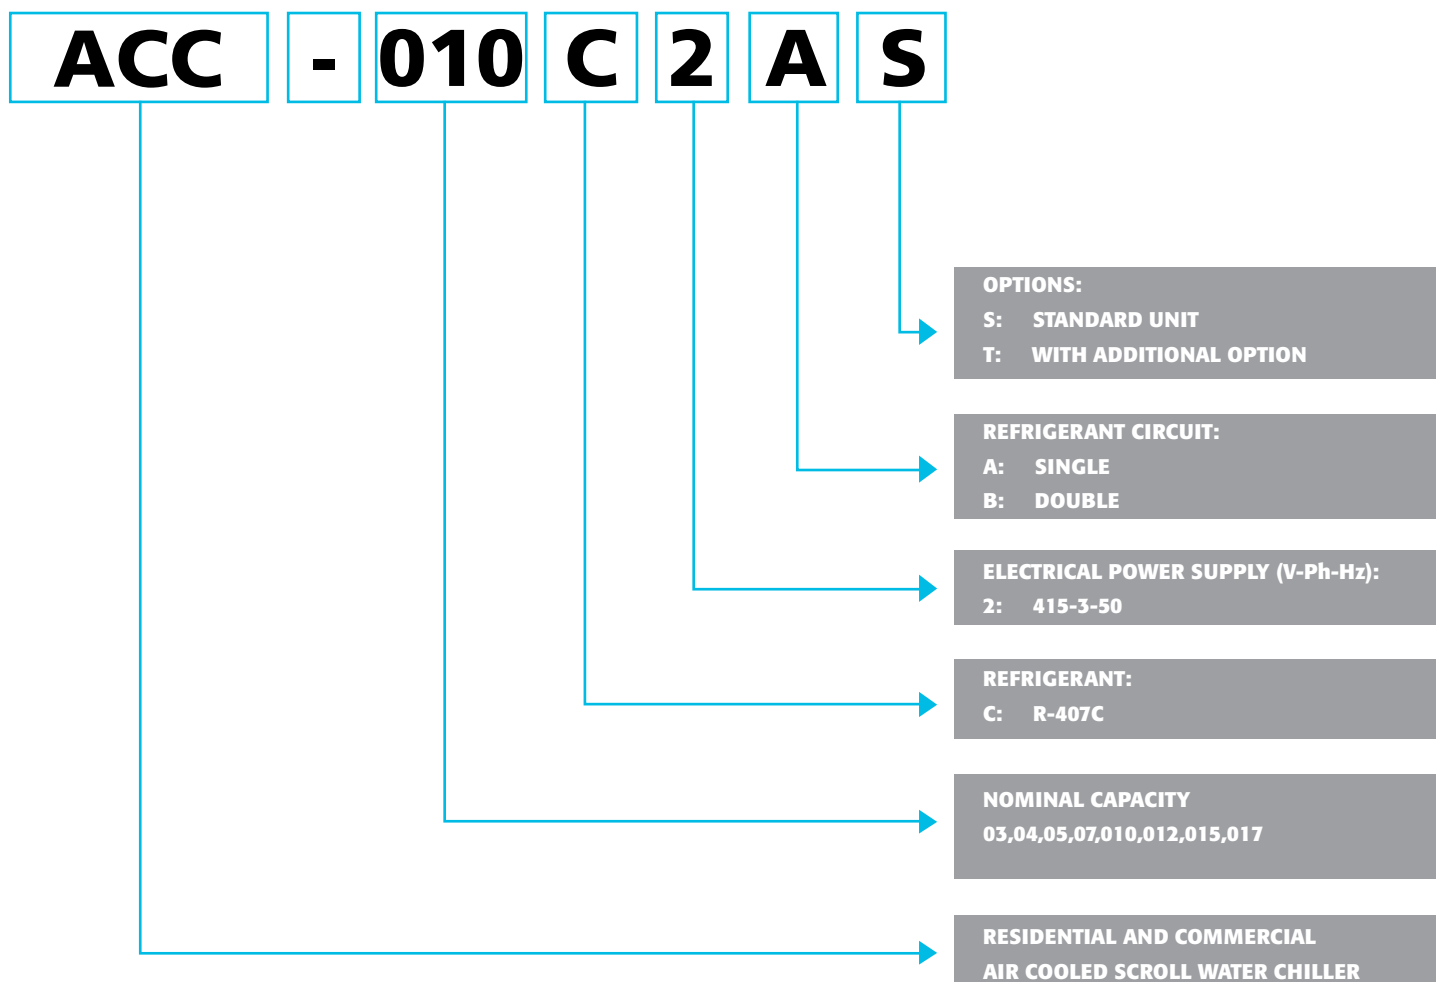 ACC - 010 C 2 A S
OPTIONS:
S: STANDARD UNIT
T: WITH ADDITIONAL OPTION
REFRIGERANT CIRCUIT:
A: SINGLE
B: DOUBLE
ELECTRICAL POWER SUPPLY (V-Ph-Hz):
2: 415-3-50
REFRIGERANT:
C: R-407C
NOMINAL CAPACITY
03,04,05,07,010,012,015,017
RESIDENTIAL AND COMMERCIAL
AIR COOLED SCROLL WATER CHILLER